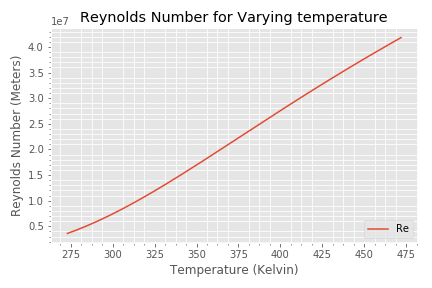 Reynolds Number for Varying temperature
1e7
Reynolds Number (Meters)
4.0
3.5
3.0
2.5
2.0
1.5
1.0
0.5
Re
275 300 325 350 375 400 425 450 475
Temperature (Kelvin)